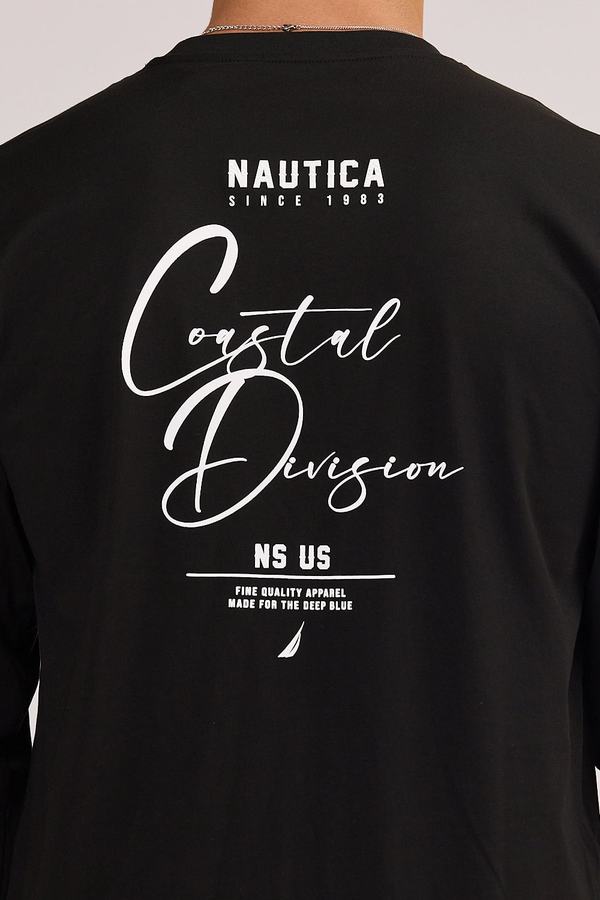 NAUTICA
SINCE 1983
Coastal
Division
NS US
FINE QUALITY APPAREL
MADE FOR THE DEEP BLUE